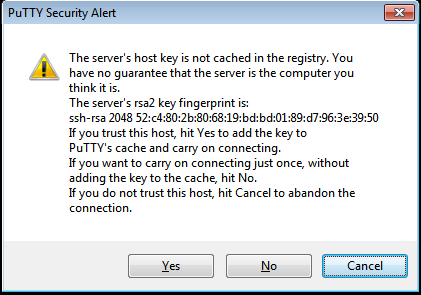 PuTTY Security Alert
The server's host key is not cached in the registry. You
have no guarantee that the server is the computer you
think it is.
The server's rsa2 key fingerprint is:
ssh-rsa 2048 52:c4:80:2b:80:68:19:bd:bd:01:89:d7:96:3e:39:50
If you trust this host, hit Yes to add the key to
PuTTY's cache and carry on connecting.
If you want to carry on connecting just once, without
adding the key to the cache, hit No.
If you do not trust this host, hit Cancel to abandon the
connection.
Yes No Cancel